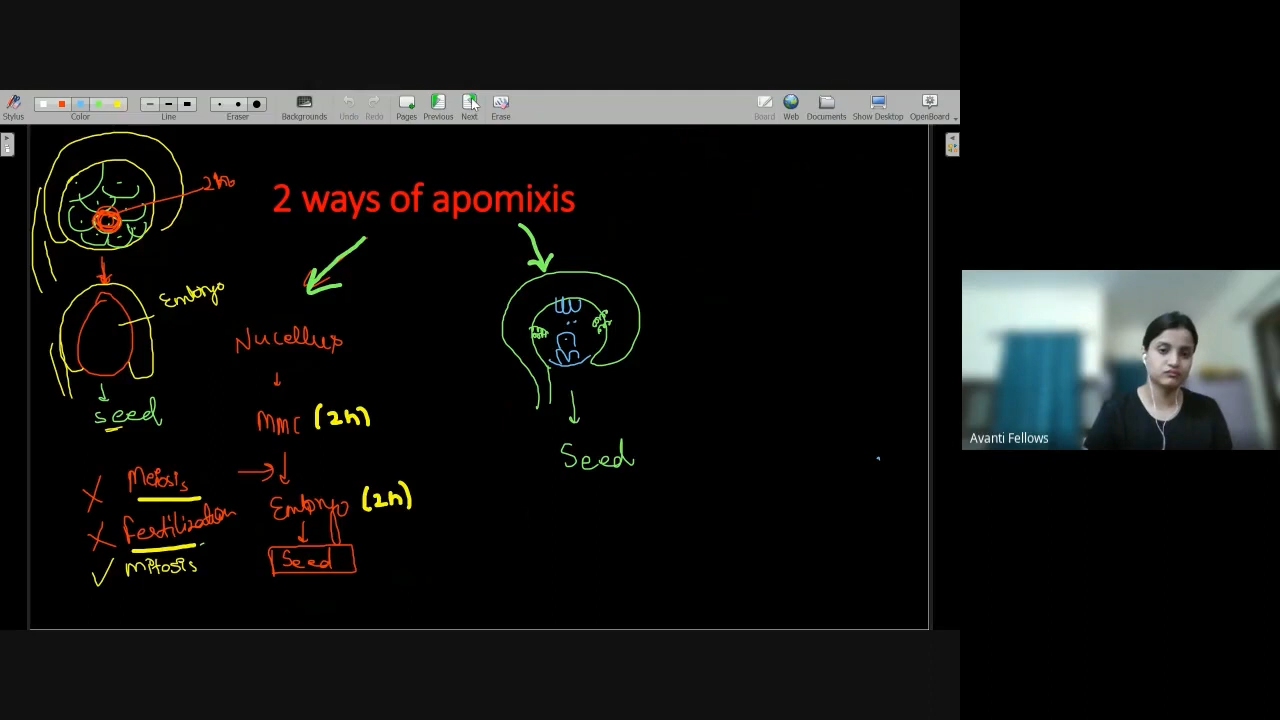 Stylus
Color
Line
Eraser
Backgrounds
Undo
Redo
Pages
Previous
Next
Erase
Board
Web
Documents
Show Desktop
OpenBoard
2 ways of apomixis
Embryo
seed
Nucellus
MMC (2n)
Embryo (2n)
Seed
X Meiosis
X Fertilization
✓ mitosis
Seed
Avanti Fellows